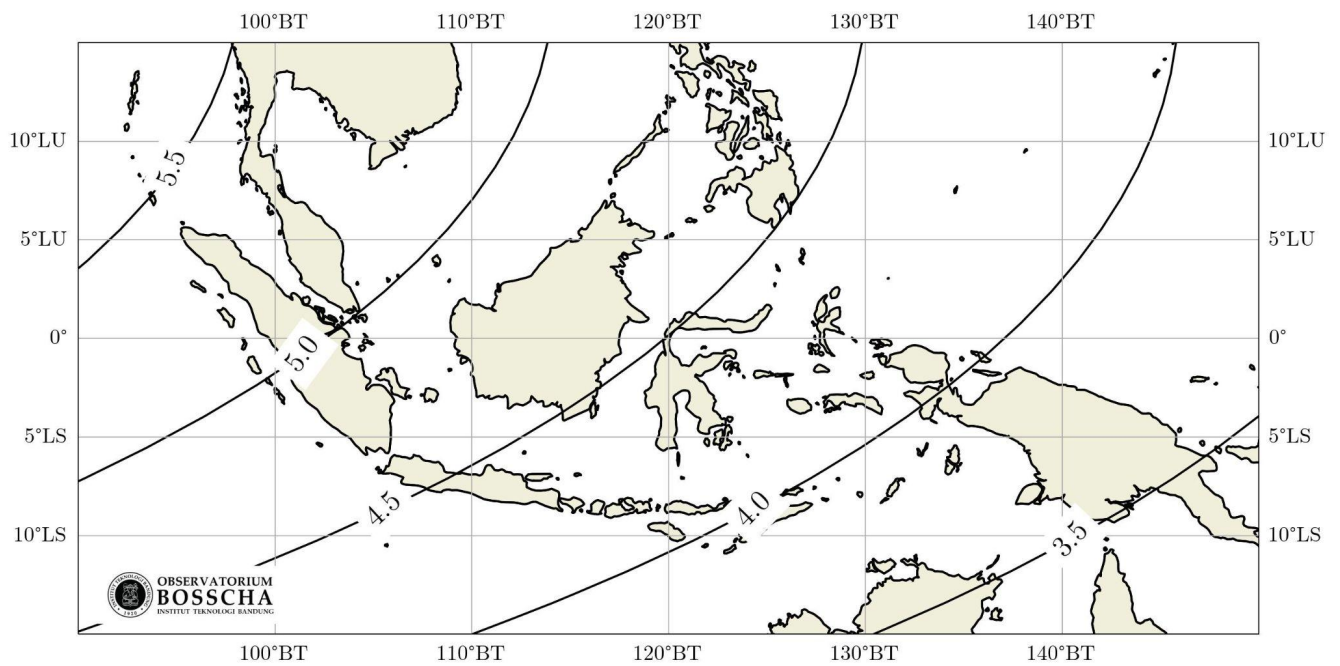 100°BT 110°BT 120°BT 130°BT 140°BT
10°LU 10°LU
5.5
5°LU 5°LU
0° 0°
5.0
5°LS 5°LS
4.5 4.0
10°LS 3.5 10°LS
OBSERVATORIUM
BOSSCHA
INSTITUT TEKNOLOGI BANDUNG
100°BT 110°BT 120°BT 130°BT 140°BT